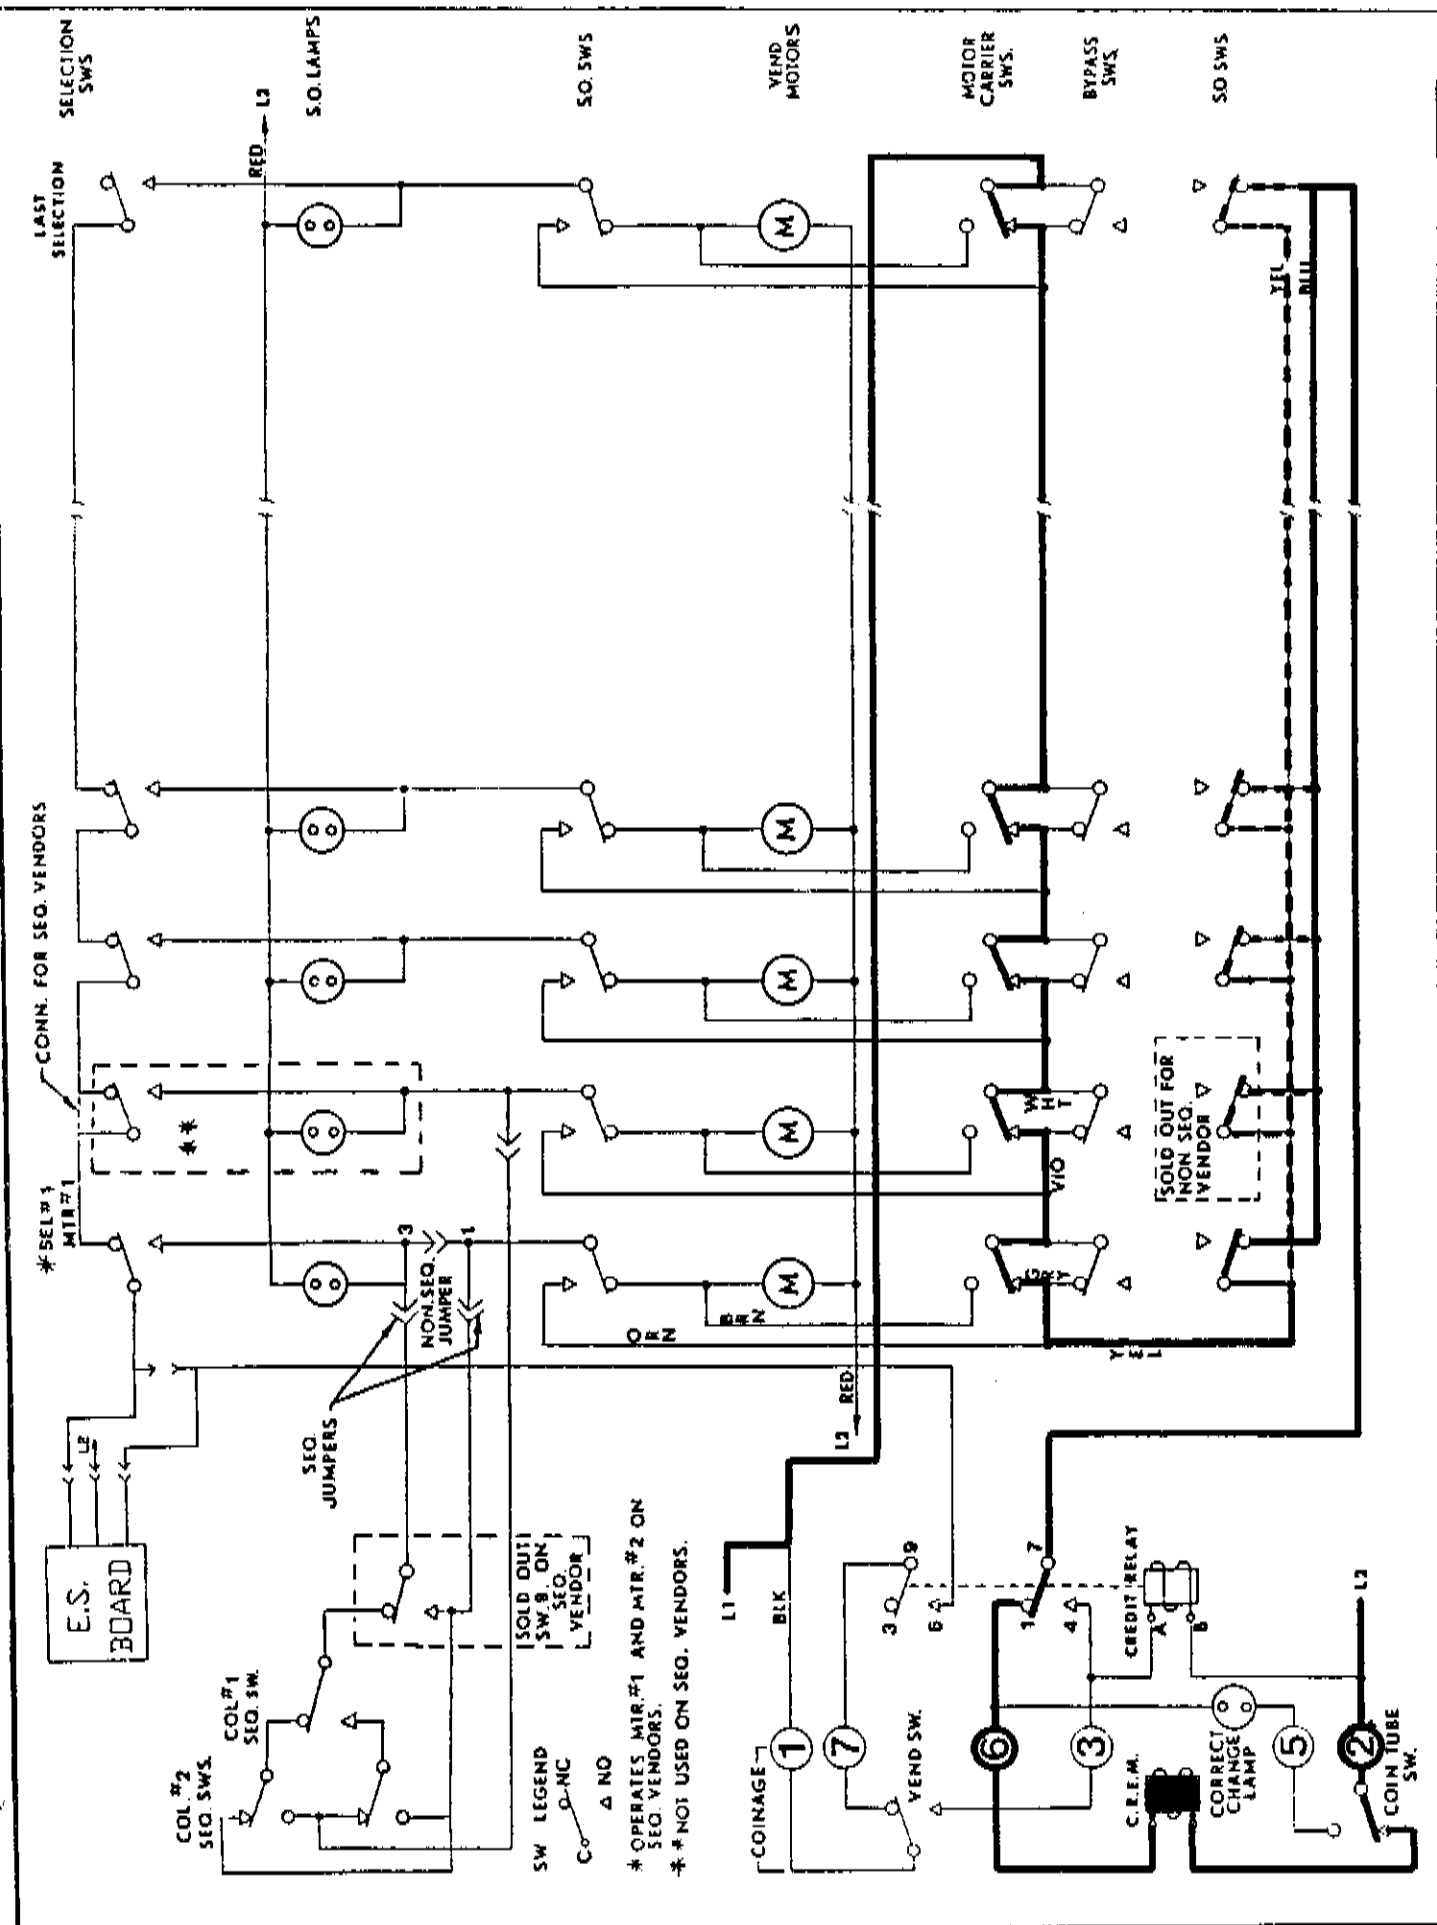 SELECTION
SWS
S.O. LAMPS
S.O. SWS
VEND
MOTORS
MOTOR
CARRIER
SWS.
BYPASS
SWS.
S.O SWS
LAST
SELECTION
RED
L2
YEL
BLU
CONN. FOR SEQ. VENDORS
* SEL#1
MTR#1
**
3
1
NON.SEQ.
JUMPER
SEQ.
JUMPERS
M
M
M
M
M
ORN
BRN
GRY
WHT
VIO
YEL
SOLD OUT FOR
NON SEQ.
VENDOR
RED
L2
L2
E.S.
BOARD
SOLD OUT
SW.S. ON
SEQ.
VENDOR
COL#1
SEQ. SW.
COL.#2
SEQ. SWS.
SW LEGEND
C NC
NO
* OPERATES MTR.#1 AND MTR.#2 ON
SEQ. VENDORS.
** NOT USED ON SEQ. VENDORS.
L1
BLK
COINAGE
1
7
VEND SW.
3
9
6
1
7
4
CREDIT RELAY
A
B
6
3
C.R.E.M.
CORRECT
CHANGE
LAMP
5
2
COIN TUBE
SW.
L2